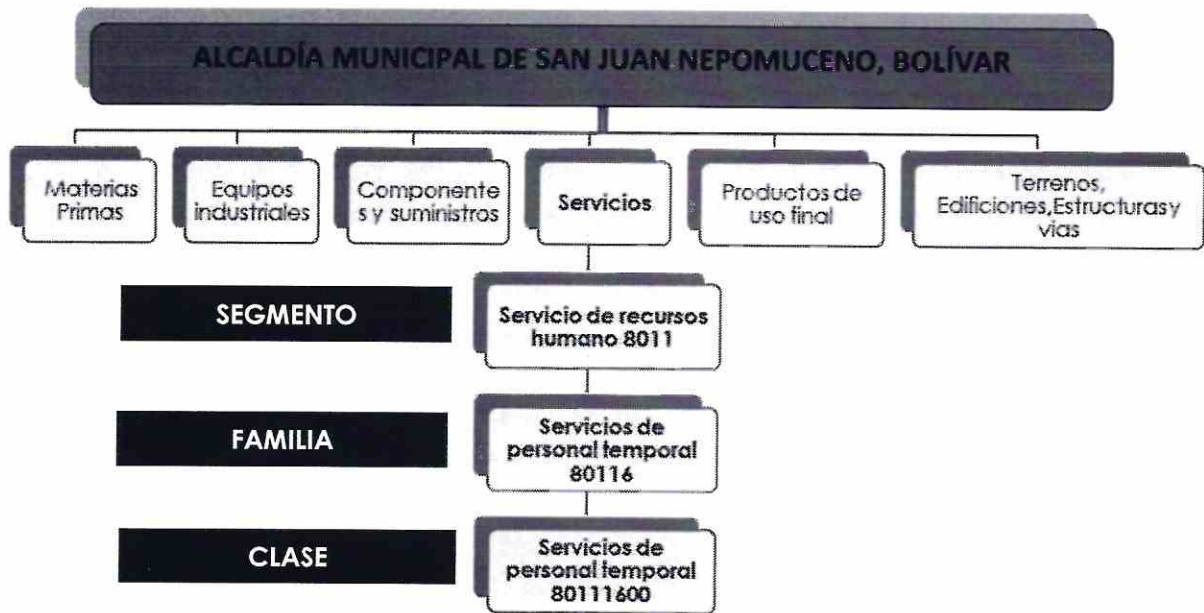 ALCALDÍA MUNICIPAL DE SAN JUAN NEPOMUCENO, BOLÍVAR
Materias
Primas
Equipos
industriales
Componente
s y suministros
Servicios
Productos de
uso final
Terrenos,
Edificiones,Estructuras y
vias
SEGMENTO
Servicio de recursos
humano 8011
FAMILIA
Servicios de
personal temporal
80116
CLASE
Servicios de
personal temporal
80111600